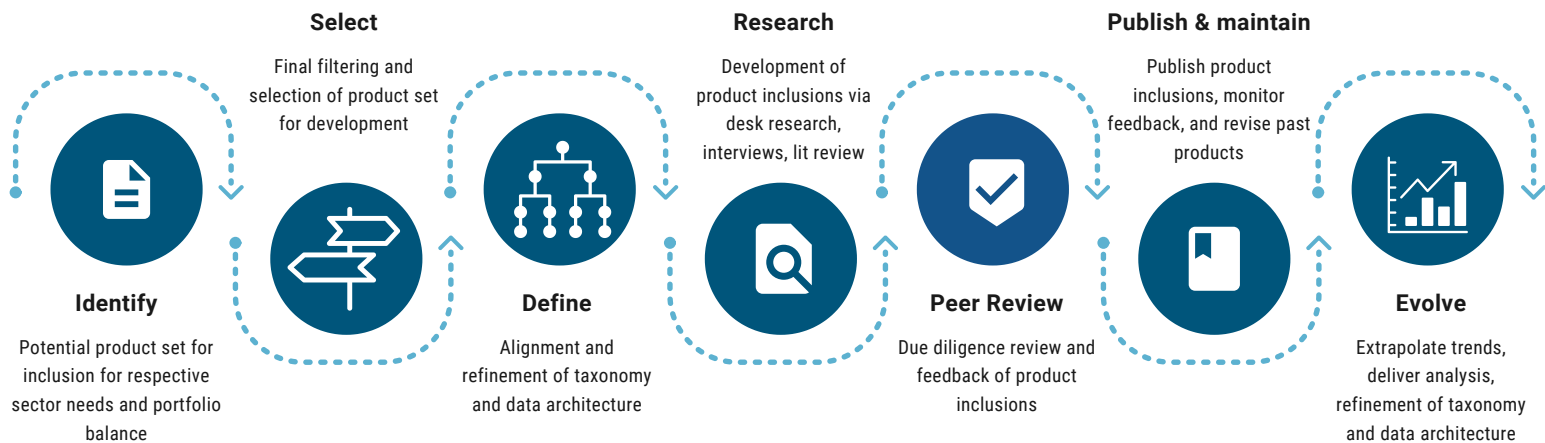 Identify
Potential product set for
inclusion for respective
sector needs and portfolio
balance
Select
Final filtering and
selection of product set
for development
Define
Alignment and
refinement of taxonomy
and data architecture
Research
Development of
product inclusions via
desk research,
interviews, lit review
Peer Review
Due diligence review and
feedback of product
inclusions
Publish & maintain
Publish product
inclusions, monitor
feedback, and revise past
products
Evolve
Extrapolate trends,
deliver analysis,
refinement of taxonomy
and data architecture